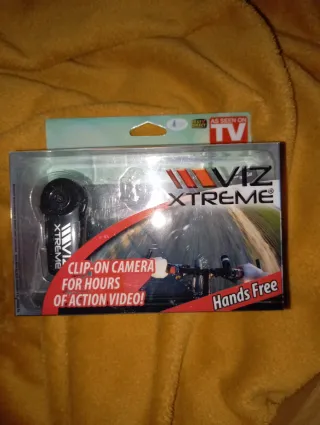 AS SEEN ON
TV
VIZ
XTREME®
VIZ
XTREME
CLIP-ON CAMERA
FOR HOURS
OF ACTION VIDEO!
Hands Free